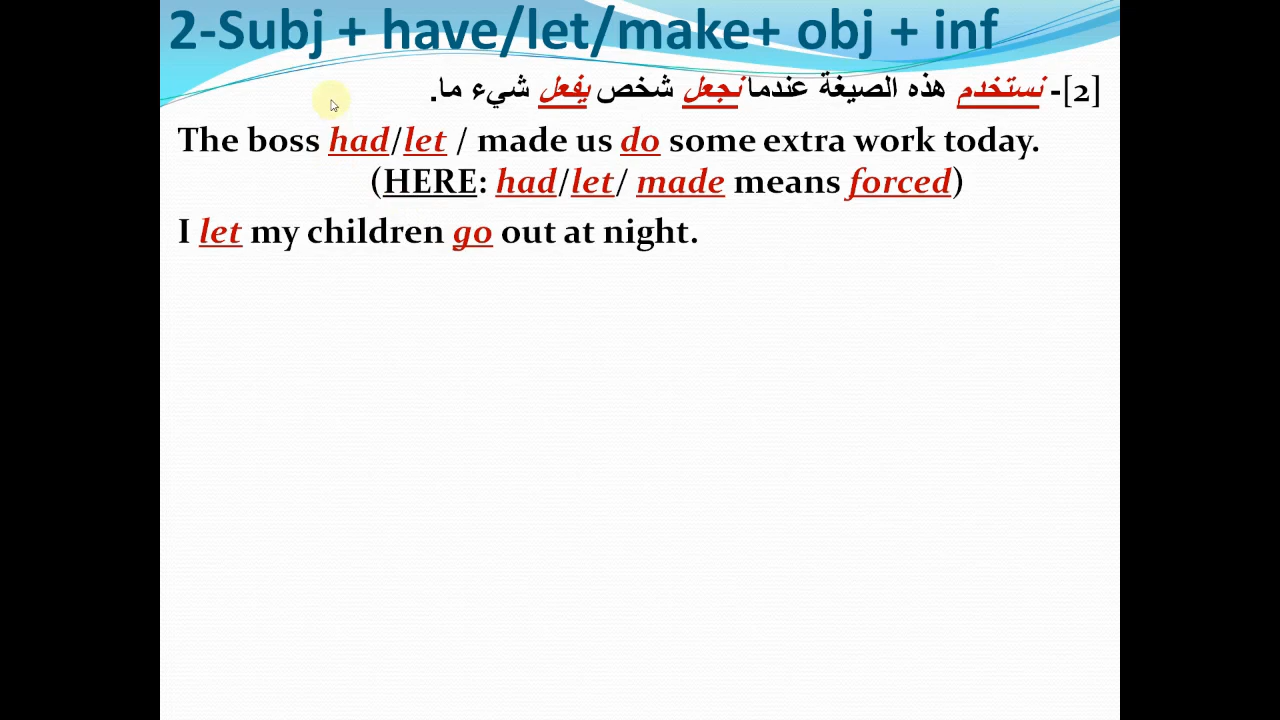 2-Subj + have/let/make+ obj + inf
[2]- نستخدم هذه الصيغة عندما نجعل شخص يفعل شيء ما.
The boss had/let / made us do some extra work today.
(HERE: had/let/ made means forced)
I let my children go out at night.